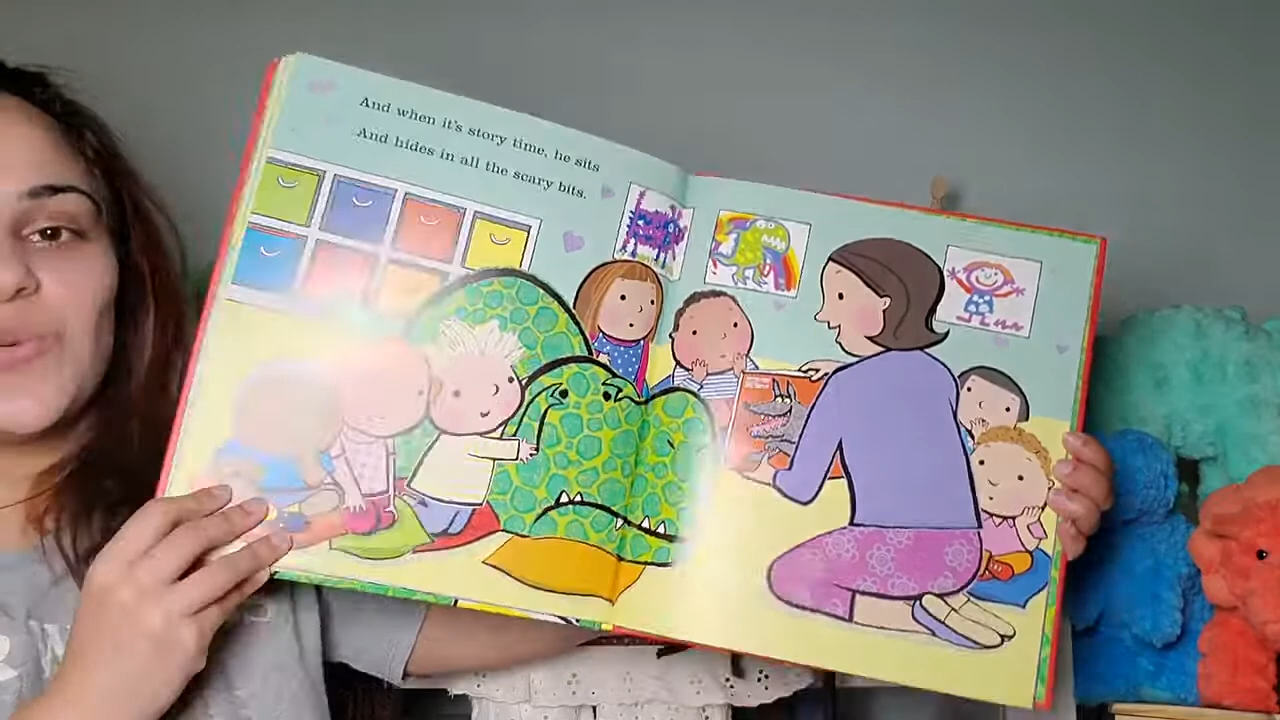 And when it's story time, he sits
And hides in all the scary bits.